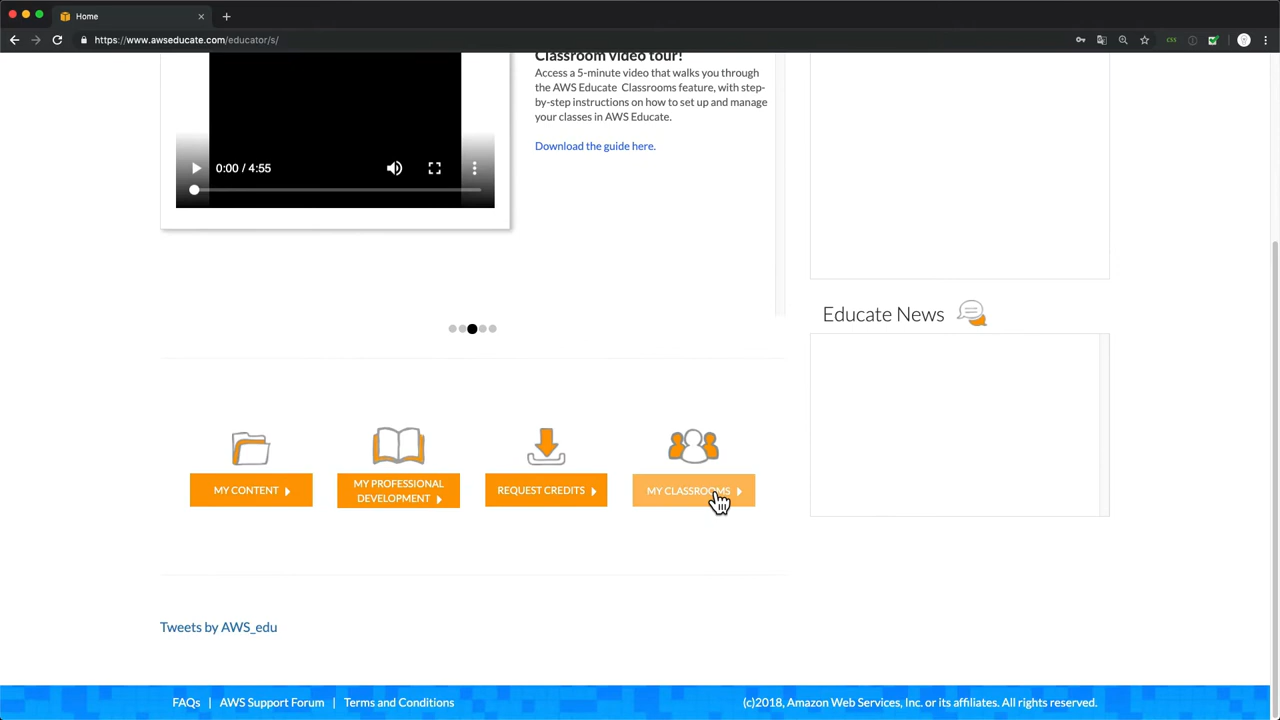 Home
https://www.awseducate.com/educator/s/
Classroom video tour!
Access a 5-minute video that walks you through
the AWS Educate Classrooms feature, with step-
by-step instructions on how to set up and manage
your classes in AWS Educate.
Download the guide here.
0:00 / 4:55
Educate News
MY CONTENT
MY PROFESSIONAL
DEVELOPMENT
REQUEST CREDITS
MY CLASSROOMS
Tweets by AWS_edu
FAQs | AWS Support Forum | Terms and Conditions
(c)2018, Amazon Web Services, Inc. or its affiliates. All rights reserved.